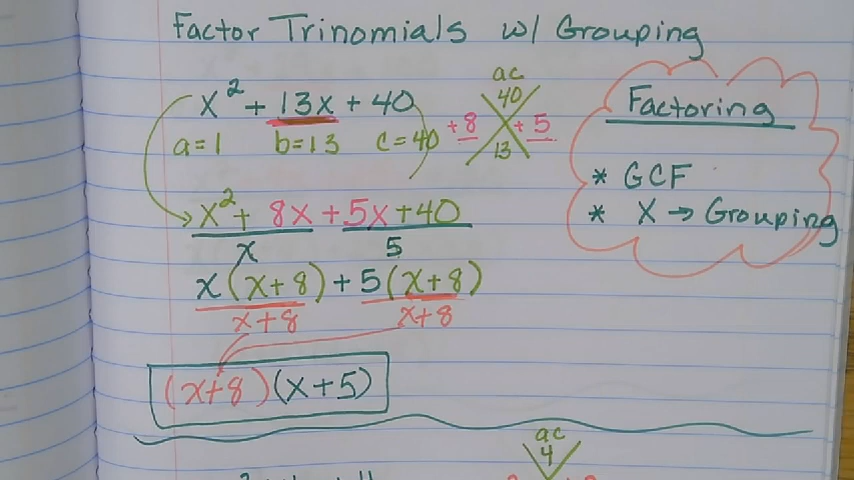 Factor Trinomials w/ Grouping
x² + 13x + 40
a=1 b=13 c=40
ac
40
+8 +5
13
x² + 8x + 5x + 40
x 5
x(x+8) + 5(x+8)
x+8 x+8
(x+8)(x+5)
Factoring
* GCF
* X → Grouping
ac
4